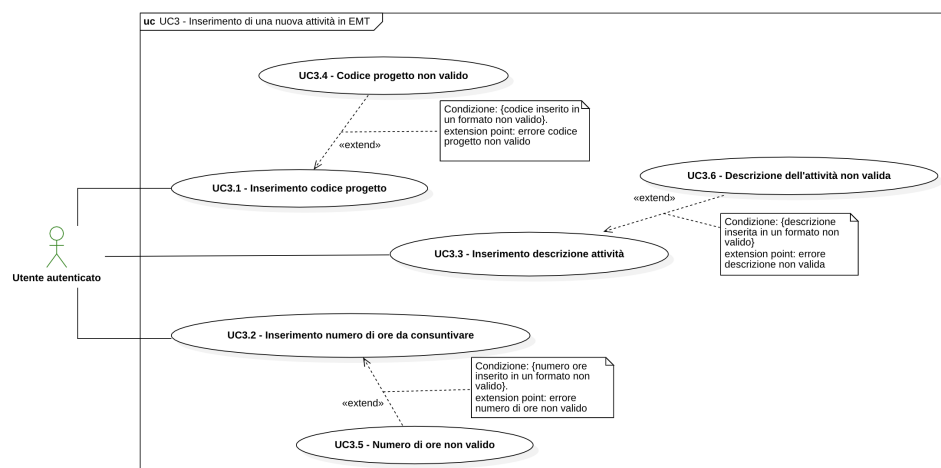 uc UC3 - Inserimento di una nuova attività in EMT
UC3.4 - Codice progetto non valido
Condizione: {codice inserito in
un formato non valido}.
extension point: errore codice
progetto non valido
«extend»
UC3.6 - Descrizione dell'attività non valida
UC3.1 - Inserimento codice progetto
«extend»
Condizione: {descrizione
inserita in un formato non
valido}
extension point: errore
descrizione non valida
UC3.3 - Inserimento descrizione attività
Utente autenticato
UC3.2 - Inserimento numero di ore da consuntivare
Condizione: {numero ore
inserito in un formato non
valido}.
extension point: errore
numero di ore non valido
«extend»
UC3.5 - Numero di ore non valido